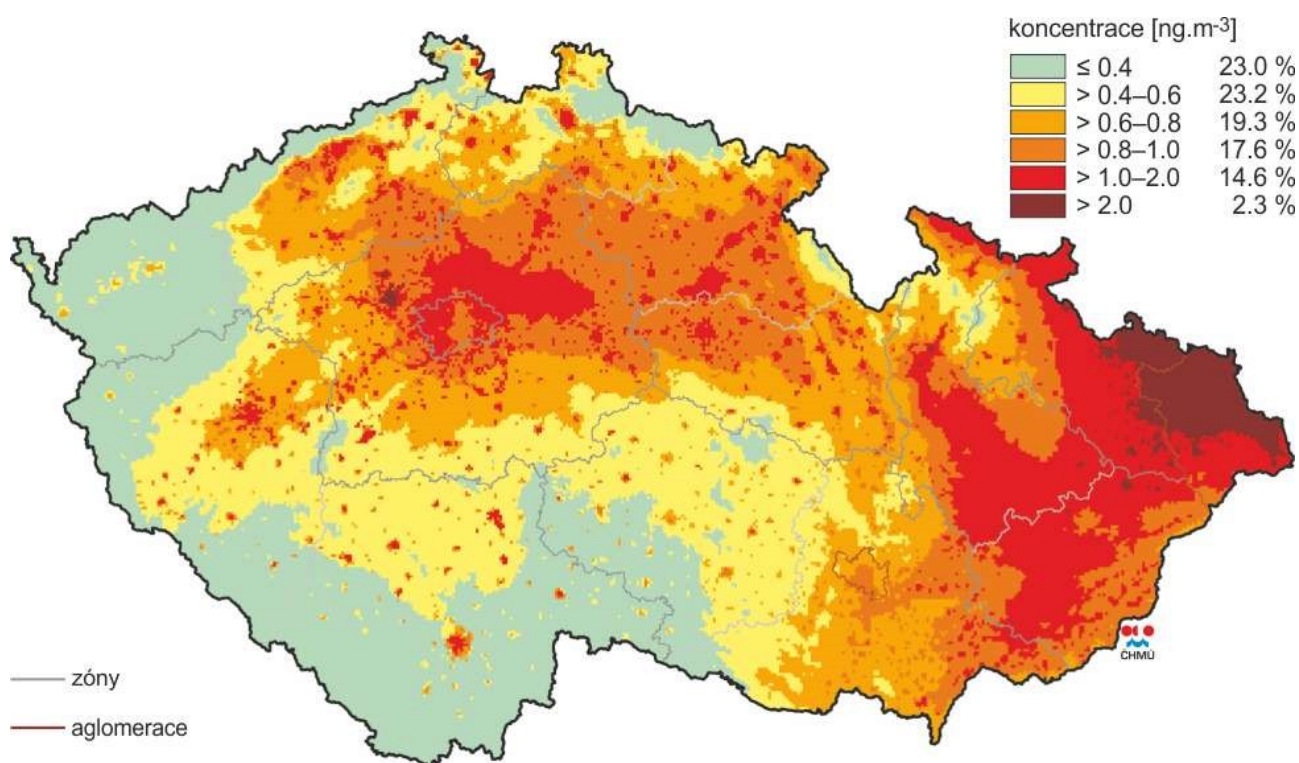 koncentrace [ng.m-3]
≤ 0.4 23.0 %
> 0.4–0.6 23.2 %
> 0.6–0.8 19.3 %
> 0.8–1.0 17.6 %
> 1.0–2.0 14.6 %
> 2.0 2.3 %
ČHMÚ
zóny
aglomerace